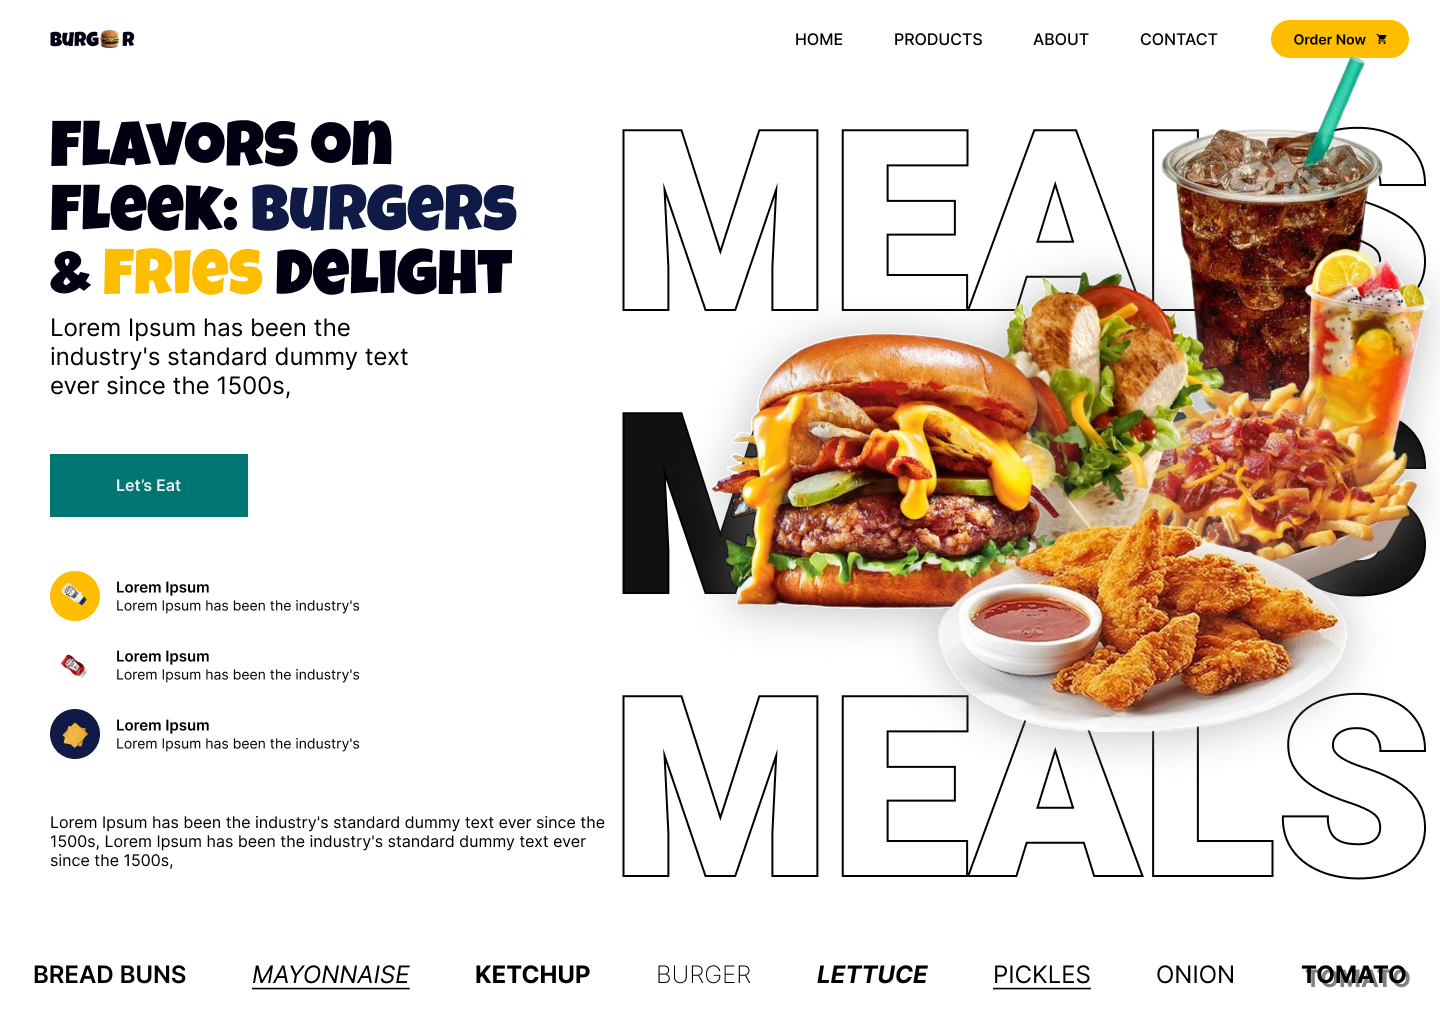 BURG R
HOME PRODUCTS ABOUT CONTACT Order Now
FLAVORS ON
FLEEK: BURGERS
& FRIES DELIGHT
Lorem Ipsum has been the
industry's standard dummy text
ever since the 1500s,
Let’s Eat
Lorem Ipsum
Lorem Ipsum has been the industry's
Lorem Ipsum
Lorem Ipsum has been the industry's
Lorem Ipsum
Lorem Ipsum has been the industry's
Lorem Ipsum has been the industry's standard dummy text ever since the
1500s, Lorem Ipsum has been the industry's standard dummy text ever
since the 1500s,
MEALS
M S
MEALS
BREAD BUNS MAYONNAISE KETCHUP BURGER LETTUCE PICKLES ONION TOMATO